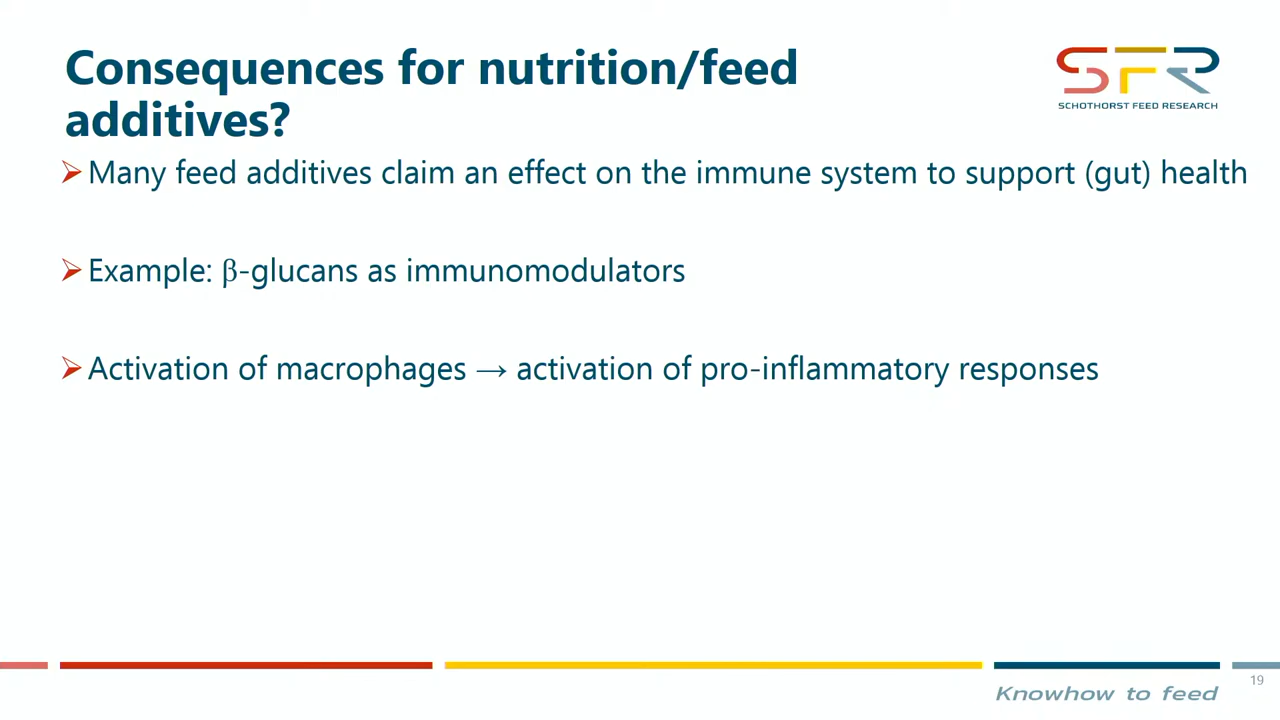 Consequences for nutrition/feed
additives?
SFR
SCHOTHORST FEED RESEARCH
➢Many feed additives claim an effect on the immune system to support (gut) health
➢Example: β-glucans as immunomodulators
➢Activation of macrophages → activation of pro-inflammatory responses
19
Knowhow to feed